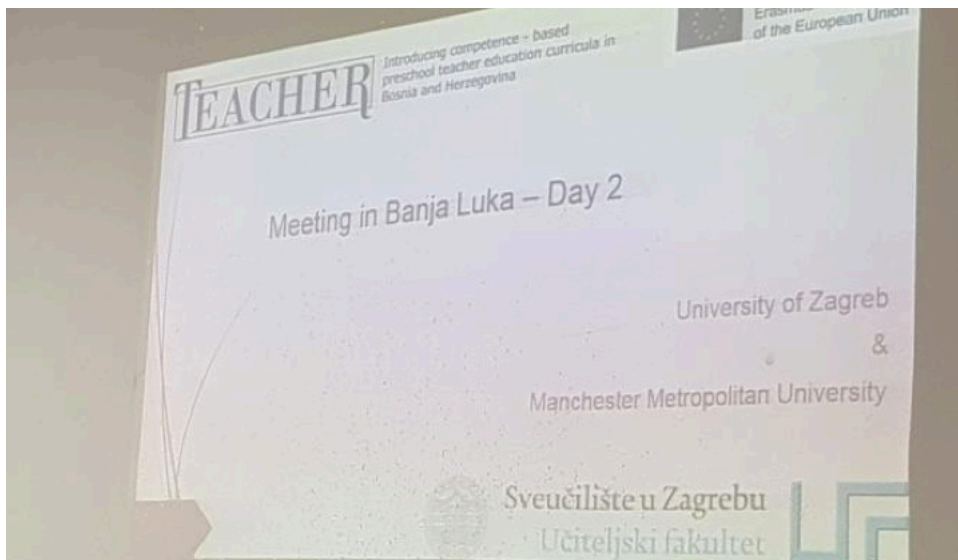 TEACHER
Introducing competence - based
preschool teacher education curricula in
Bosnia and Herzegovina
of the European Union
Meeting in Banja Luka – Day 2
University of Zagreb
&
Manchester Metropolitan University
Sveučilište u Zagrebu
Učiteljski fakultet